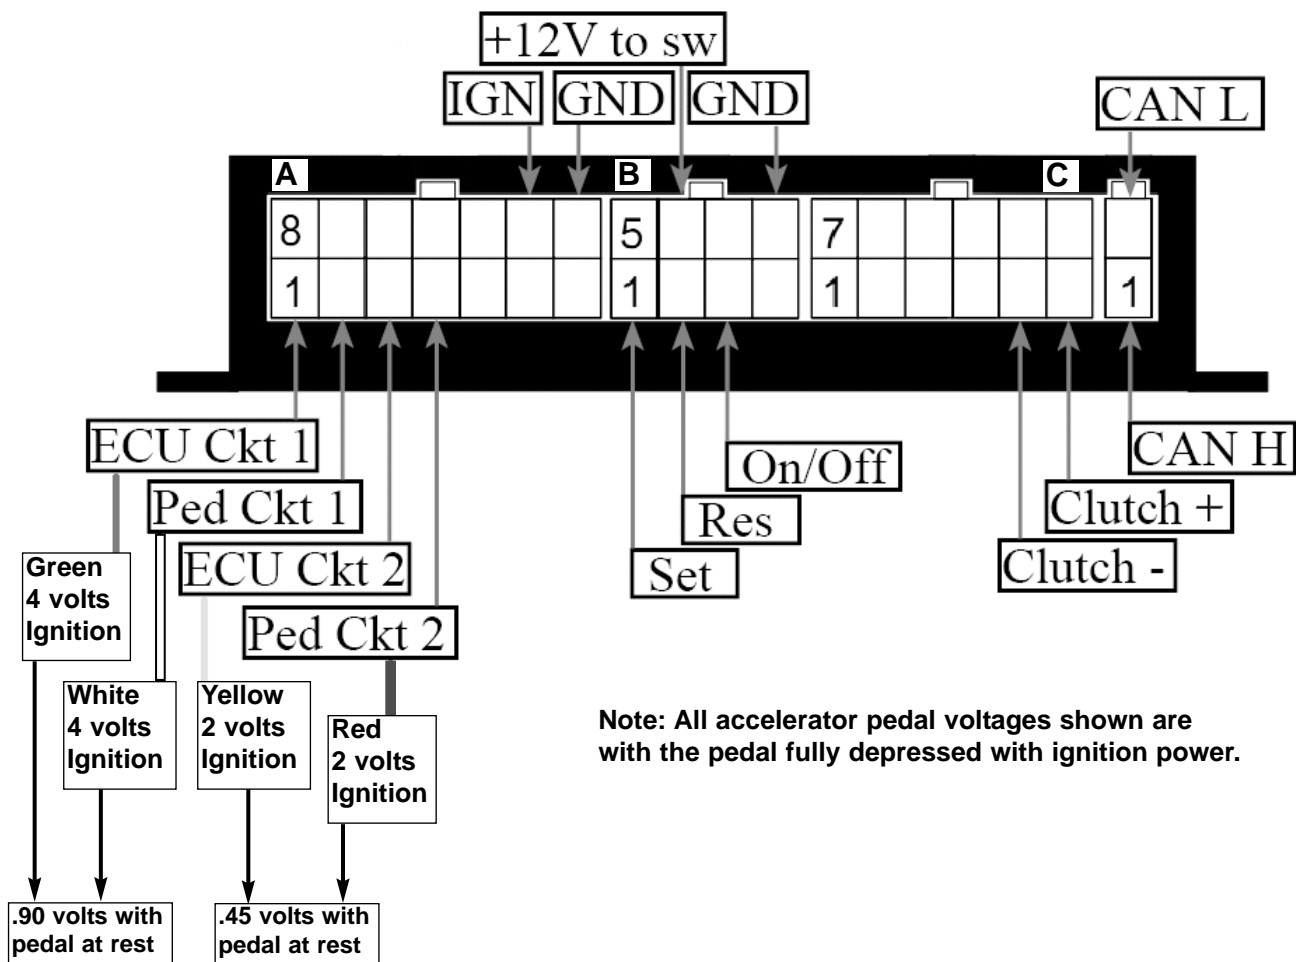 +12V to sw
IGN
GND
GND
CAN L
A
B
C
8
5
7
1
1
1
1
ECU Ckt 1
On/Off
CAN H
Ped Ckt 1
Res
Clutch +
ECU Ckt 2
Set
Clutch -
Ped Ckt 2
Green
4 volts
Ignition
White
4 volts
Ignition
Yellow
2 volts
Ignition
Red
2 volts
Ignition
Note: All accelerator pedal voltages shown are
with the pedal fully depressed with ignition power.
.90 volts with
pedal at rest
.45 volts with
pedal at rest